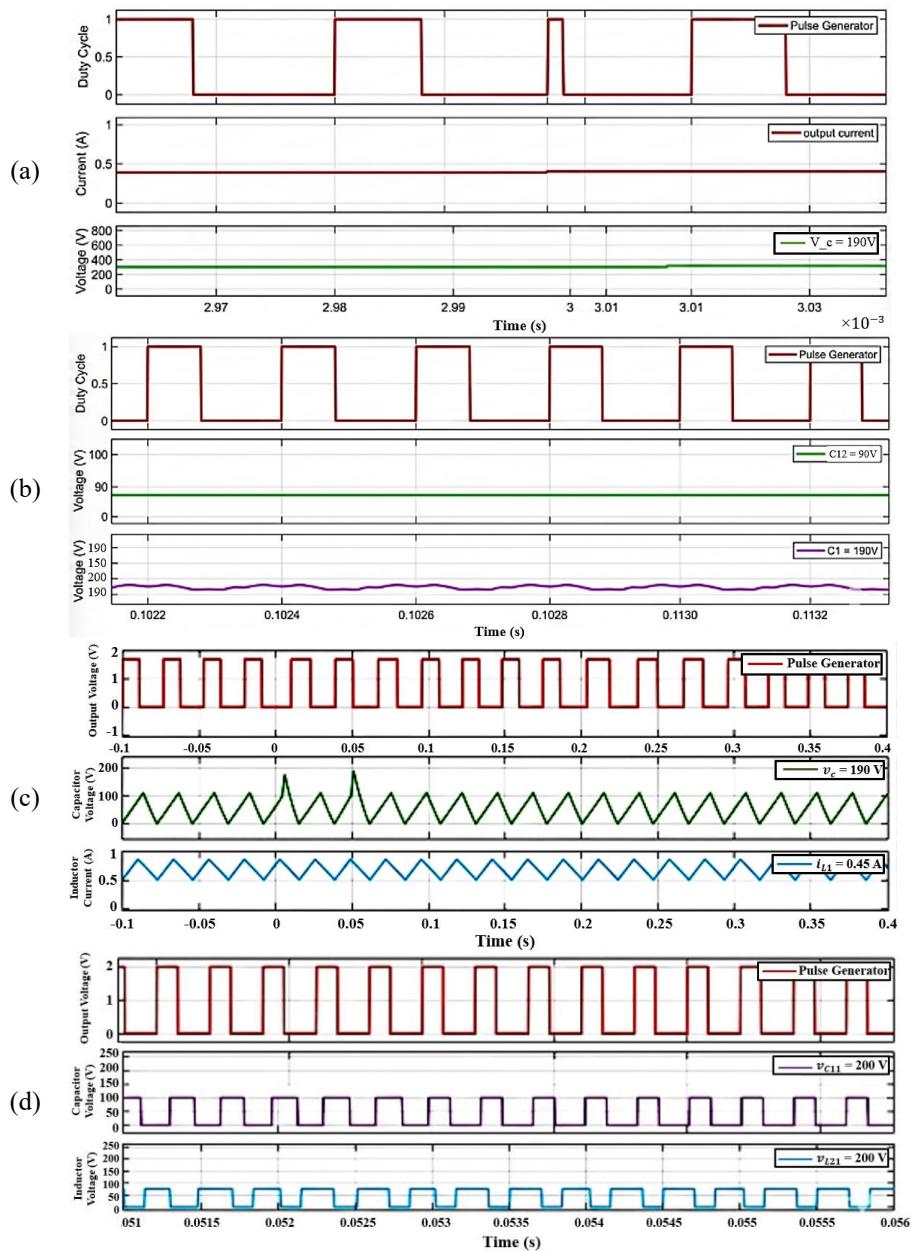 (a)
Duty Cycle
1
0.5
0
Pulse Generator
Current (A)
1
0.5
0
output current
Voltage (V)
800
600
400
200
0
V_c = 190V
2.97 2.98 2.99 3 3.01 3.01 3.03
Time (s)
×10⁻³
(b)
Duty Cycle
1
0.5
0
Pulse Generator
Voltage (V)
100
90
0
C12 = 90V
Voltage (V)
190
150
200
190
C1 = 190V
0.1022 0.1024 0.1026 0.1028 0.1130 0.1132
Time (s)
(c)
Output Voltage (V)
2
1
0
-1
Pulse Generator
-0.1 -0.05 0 0.05 0.1 0.15 0.2 0.25 0.3 0.35 0.4
Capacitor
Voltage (V)
200
100
0
v_c = 190 V
Inductor
Current (A)
1
0.5
0
i_L1 = 0.45 A
-0.1 -0.05 0 0.05 0.1 0.15 0.2 0.25 0.3 0.35 0.4
Time (s)
(d)
Output Voltage (V)
2
1
0
Pulse Generator
Capacitor
Voltage (V)
250
200
150
100
50
0
v_C11 = 200 V
Inductor
Voltage (V)
250
200
150
100
50
0
v_L21 = 200 V
051 0.0515 0.052 0.0525 0.053 0.0535 0.054 0.0545 0.055 0.0555 0.056
Time (s)